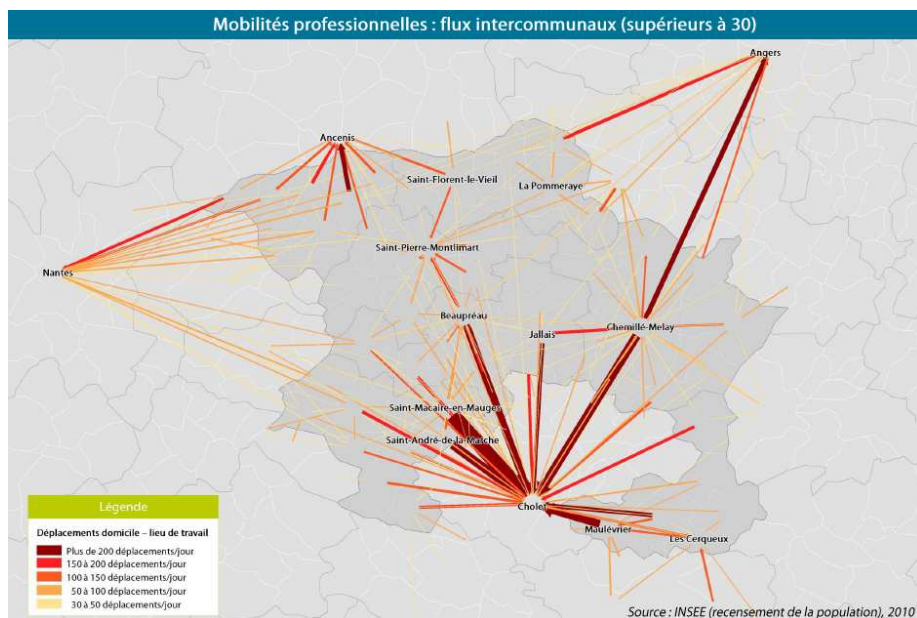 Mobilités professionnelles : flux intercommunaux (supérieurs à 30)
Angers
Ancenis
Saint-Florent-le-Vieil
La Pommeraye
Saint-Pierre-Montlimart
Nantes
Beaupréau
Jallais
Chemillé-Melay
Saint-Macaire-en-Mauges
Saint-André-de-la-Marche
Cholet
Maulévrier
Les Cerqueux
Légende
Déplacements domicile – lieu de travail
Plus de 200 déplacements/jour
150 à 200 déplacements/jour
100 à 150 déplacements/jour
50 à 100 déplacements/jour
30 à 50 déplacements/jour
Source : INSEE (recensement de la population), 2010